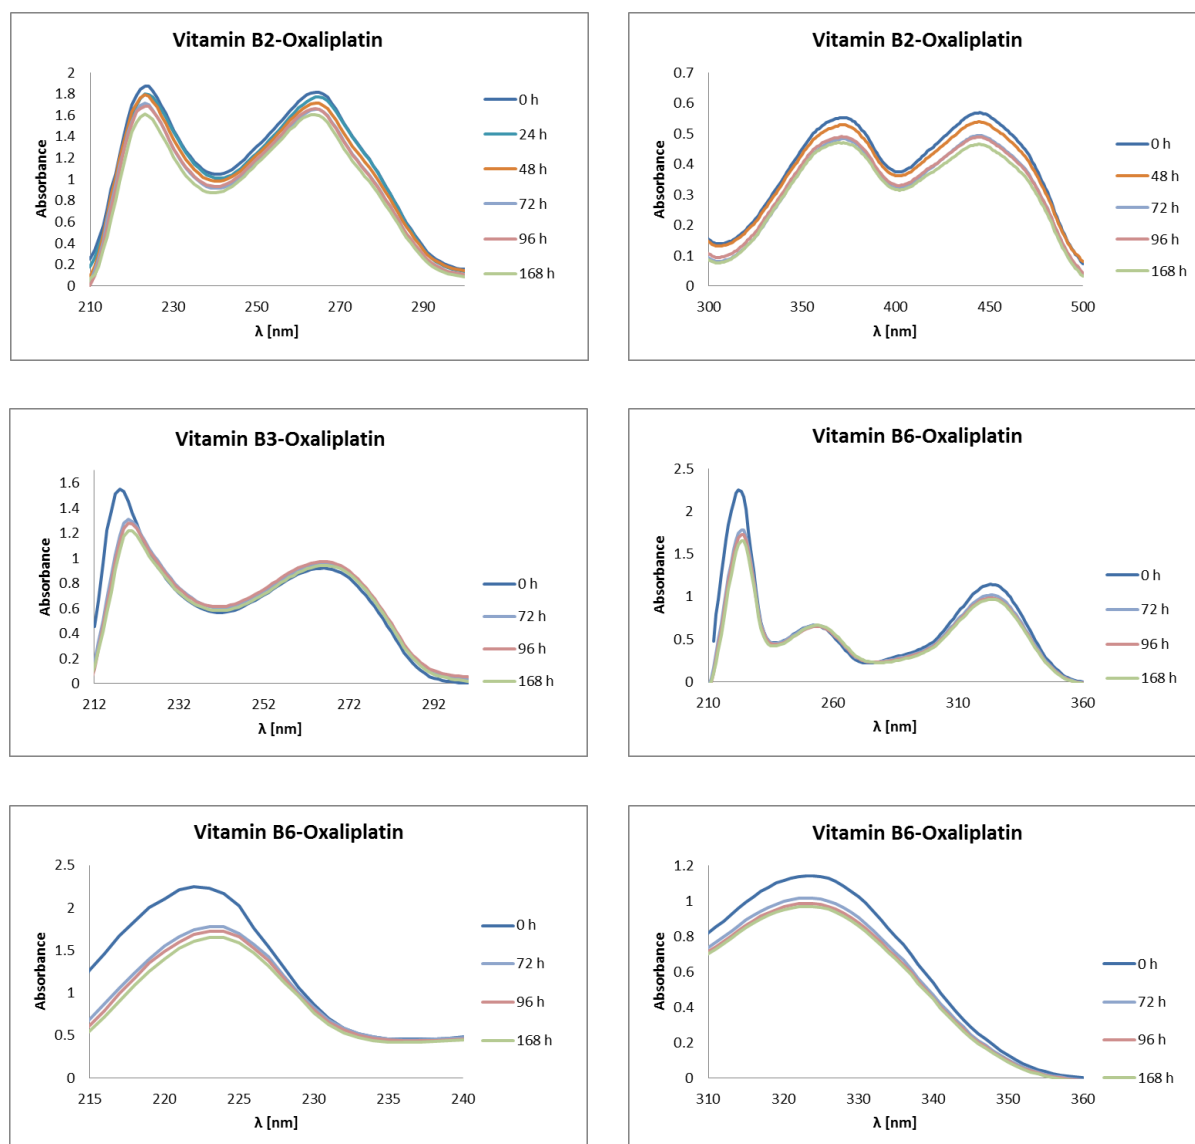 Vitamin B2-Oxaliplatin
Absorbance
2
1.8
1.6
1.4
1.2
1
0.8
0.6
0.4
0.2
0
210
230
250
270
290
λ [nm]
0 h
24 h
48 h
72 h
96 h
168 h
Vitamin B2-Oxaliplatin
Absorbance
0.7
0.6
0.5
0.4
0.3
0.2
0.1
0
300
350
400
450
500
λ [nm]
0 h
48 h
72 h
96 h
168 h
Vitamin B3-Oxaliplatin
Absorbance
1.6
1.4
1.2
1
0.8
0.6
0.4
0.2
0
212
232
252
272
292
λ [nm]
0 h
72 h
96 h
168 h
Vitamin B6-Oxaliplatin
Absorbance
2.5
2
1.5
1
0.5
0
210
260
310
360
λ [nm]
0 h
72 h
96 h
168 h
Vitamin B6-Oxaliplatin
Absorbance
2.5
2
1.5
1
0.5
0
215
220
225
230
235
240
λ [nm]
0 h
72 h
96 h
168 h
Vitamin B6-Oxaliplatin
Absorbance
1.2
1
0.8
0.6
0.4
0.2
0
310
320
330
340
350
360
λ [nm]
0 h
72 h
96 h
168 h